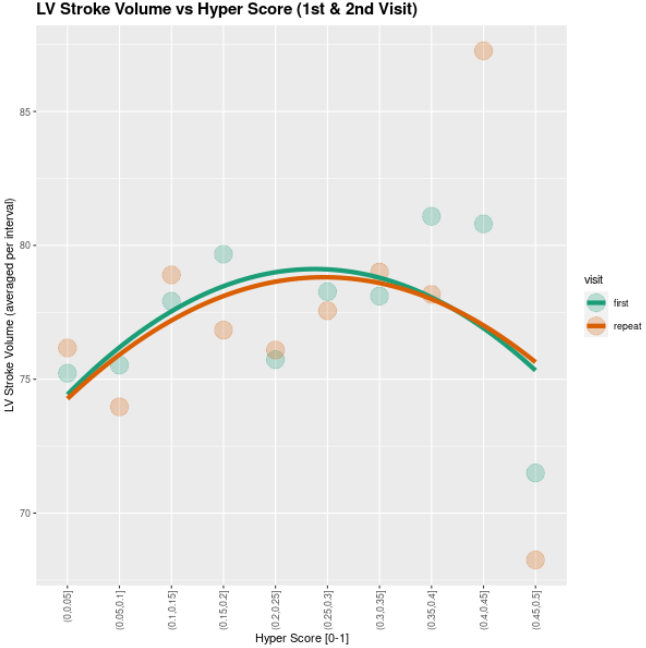 LV Stroke Volume vs Hyper Score (1st & 2nd Visit)
LV Stroke Volume (averaged per interval)
85
80
75
70
(0,0.05]
(0.05,0.1]
(0.1,0.15]
(0.15,0.2]
(0.2,0.25]
(0.25,0.3]
(0.3,0.35]
(0.35,0.4]
(0.4,0.45]
(0.45,0.5]
Hyper Score [0-1]
visit
first
repeat